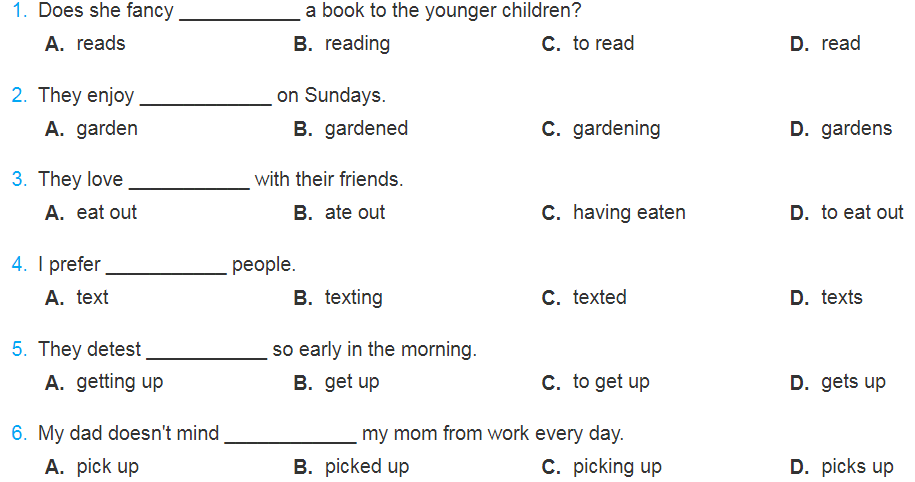 1. Does she fancy ___________ a book to the younger children?
A. reads B. reading C. to read D. read
2. They enjoy ____________ on Sundays.
A. garden B. gardened C. gardening D. gardens
3. They love ___________ with their friends.
A. eat out B. ate out C. having eaten D. to eat out
4. I prefer ___________ people.
A. text B. texting C. texted D. texts
5. They detest ___________ so early in the morning.
A. getting up B. get up C. to get up D. gets up
6. My dad doesn't mind ____________ my mom from work every day.
A. pick up B. picked up C. picking up D. picks up